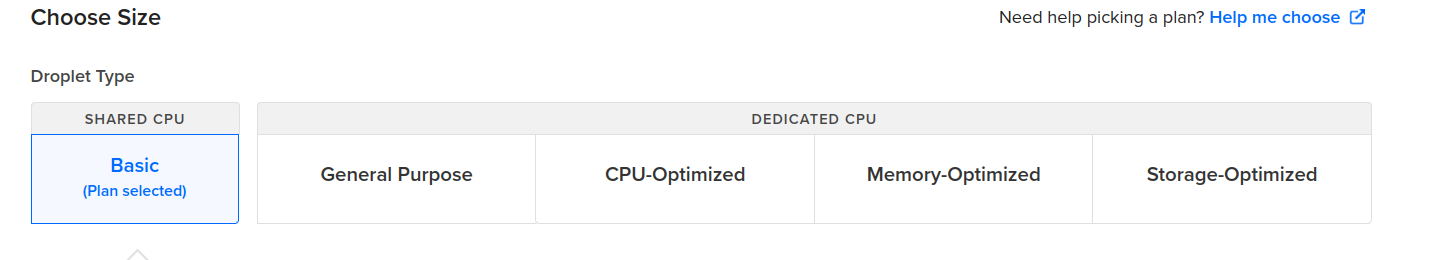 Choose Size
Need help picking a plan? Help me choose
Droplet Type
SHARED CPU
DEDICATED CPU
Basic
(Plan selected)
General Purpose
CPU-Optimized
Memory-Optimized
Storage-Optimized